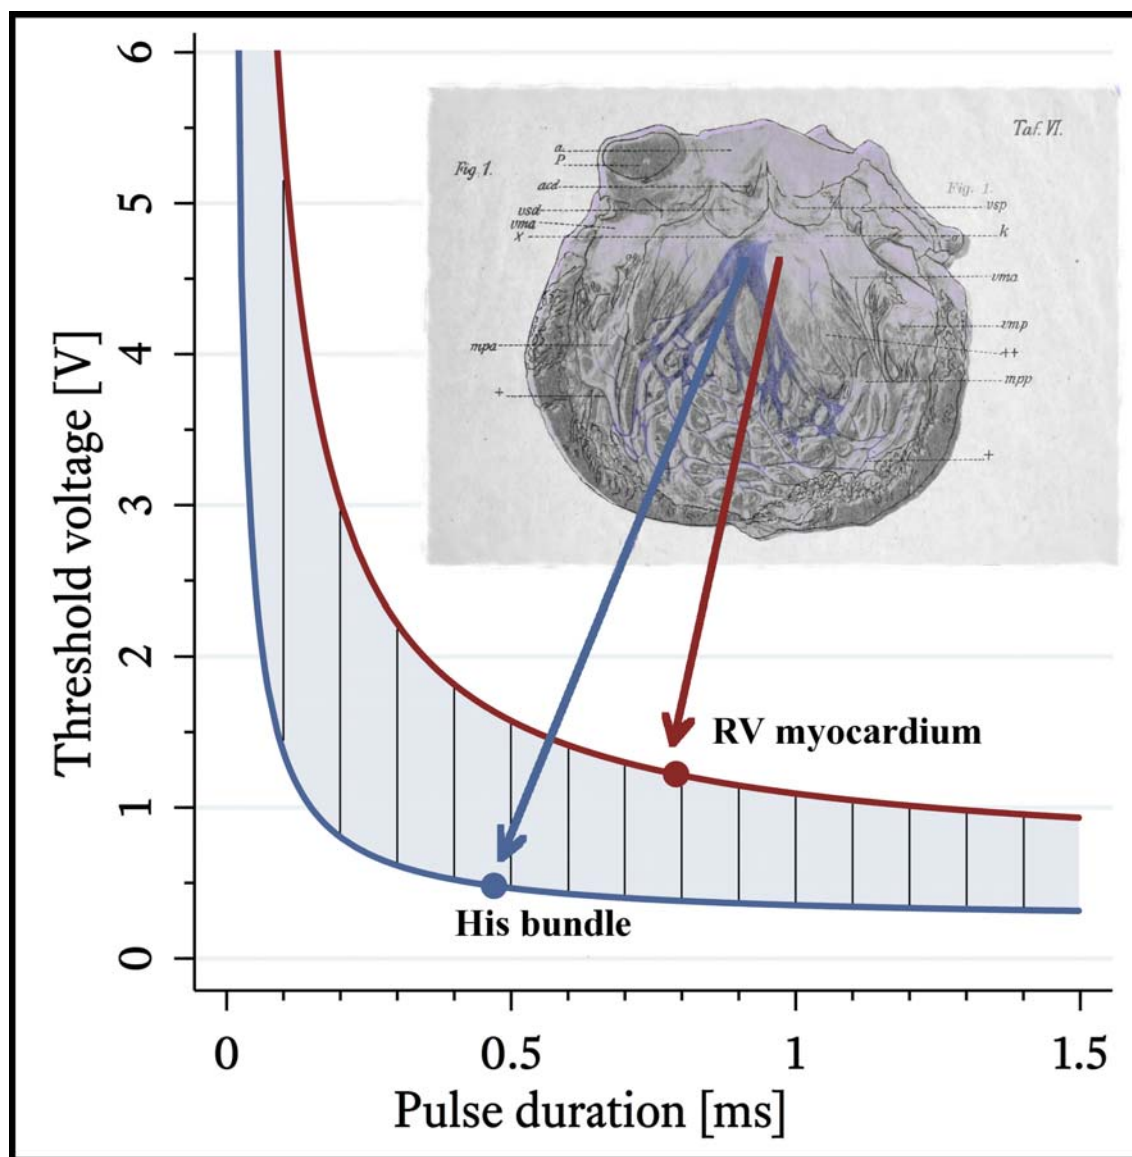 6
5
4
3
2
1
0
Threshold voltage [V]
Taf. VI.
Fig. 1.
Fig. 1.
a
P
acd
vsd
vma
X
mpa
+
vsp
k
vma
vmp
++
mpp
+
RV myocardium
His bundle
0 0.5 1 1.5
Pulse duration [ms]